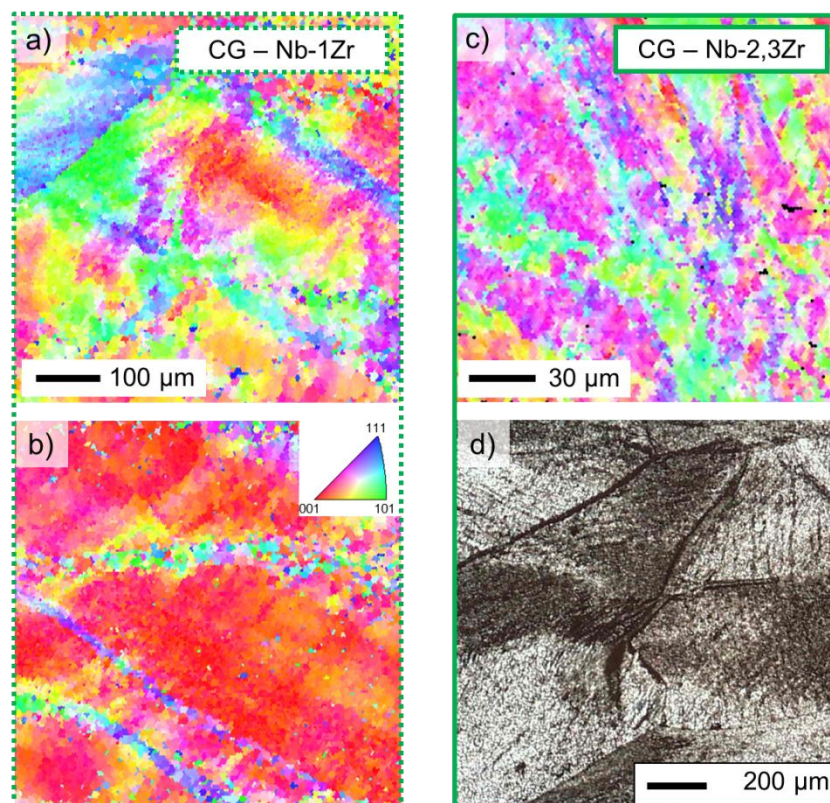 a)
CG – Nb-1Zr
100 µm
b)
111
001
101
c)
CG – Nb-2,3Zr
30 µm
d)
200 µm